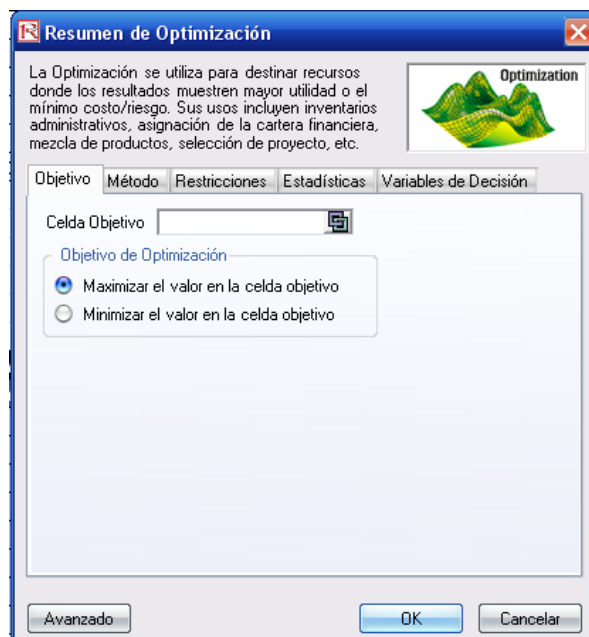 Resumen de Optimización
La Optimización se utiliza para destinar recursos
donde los resultados muestren mayor utilidad o el
mínimo costo/riesgo. Sus usos incluyen inventarios
administrativos, asignación de la cartera financiera,
mezcla de productos, selección de proyecto, etc.
Optimization
Objetivo Método Restricciones Estadísticas Variables de Decisión
Celda Objetivo
Objetivo de Optimización
Maximizar el valor en la celda objetivo
Minimizar el valor en la celda objetivo
Avanzado OK Cancelar